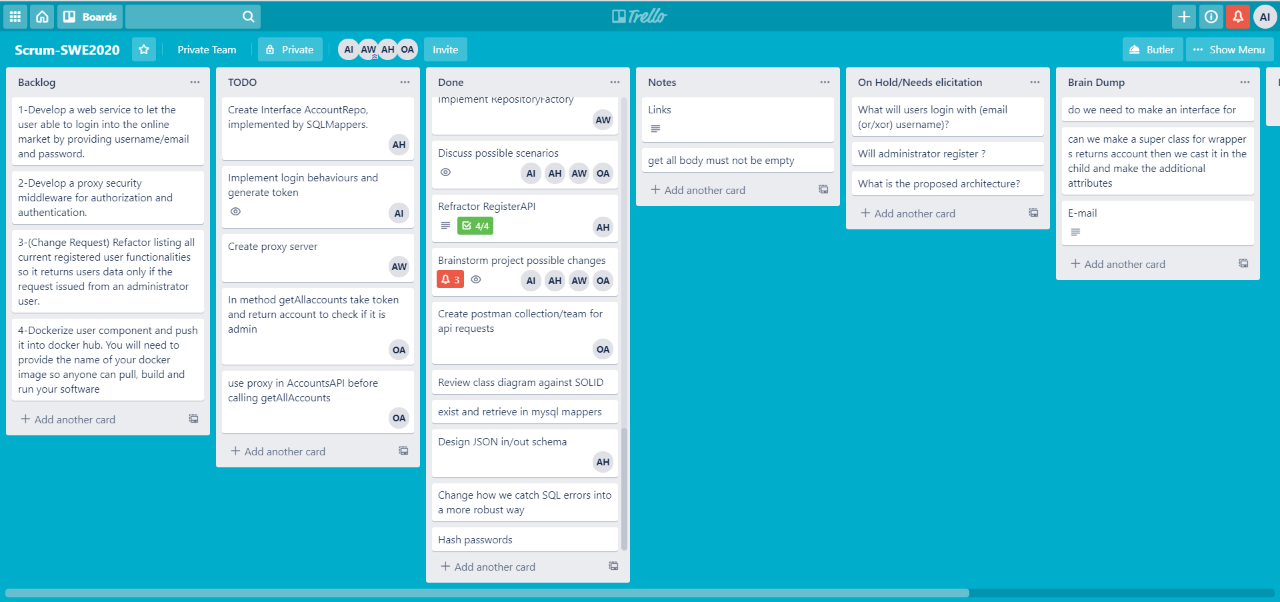 Boards
Trello
AI
Scrum-SWE2020
Private Team
Private
AI AW AH OA
Invite
Butler
Show Menu
Backlog
1-Develop a web service to let the
user able to login into the online
market by providing username/email
and password.
2-Develop a proxy security
middleware for authorization and
authentication.
3-(Change Request) Refactor listing all
current registered user functionalities
so it returns users data only if the
request issued from an administrator
user.
4-Dockerize user component and push
it into docker hub. You will need to
provide the name of your docker
image so anyone can pull, build and
run your software
+ Add another card
TODO
Create Interface AccountRepo,
implemented by SQLMappers.
AH
Implement login behaviours and
generate token
AI
Create proxy server
AW
In method getAllaccounts take token
and return account to check if it is
admin
OA
use proxy in AccountsAPI before
calling getAllAccounts
OA
+ Add another card
Done
Implement RepositoryFactory
AW
Discuss possible scenarios
AI AH AW OA
Refractor RegisterAPI
4/4
AH
Brainstorm project possible changes
3
AI AH AW OA
Create postman collection/team for
api requests
OA
Review class diagram against SOLID
exist and retrieve in mysql mappers
Design JSON in/out schema
AH
Change how we catch SQL errors into
a more robust way
Hash passwords
+ Add another card
Notes
Links
get all body must not be empty
+ Add another card
On Hold/Needs elicitation
What will users login with (email
(or/xor) username)?
Will administrator register ?
What is the proposed architecture?
+ Add another card
Brain Dump
do we need to make an interface for
can we make a super class for wrapper
s returns account then we cast it in the
child and make the additional
attributes
E-mail
+ Add another card